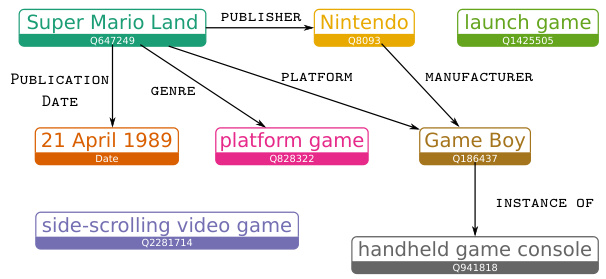 Super Mario Land
Q647249
PUBLISHER
Nintendo
Q8093
launch game
Q1425505
PUBLICATION
DATE
GENRE
PLATFORM
MANUFACTURER
21 April 1989
Date
platform game
Q828322
Game Boy
Q186437
INSTANCE OF
side-scrolling video game
Q2281714
handheld game console
Q941818